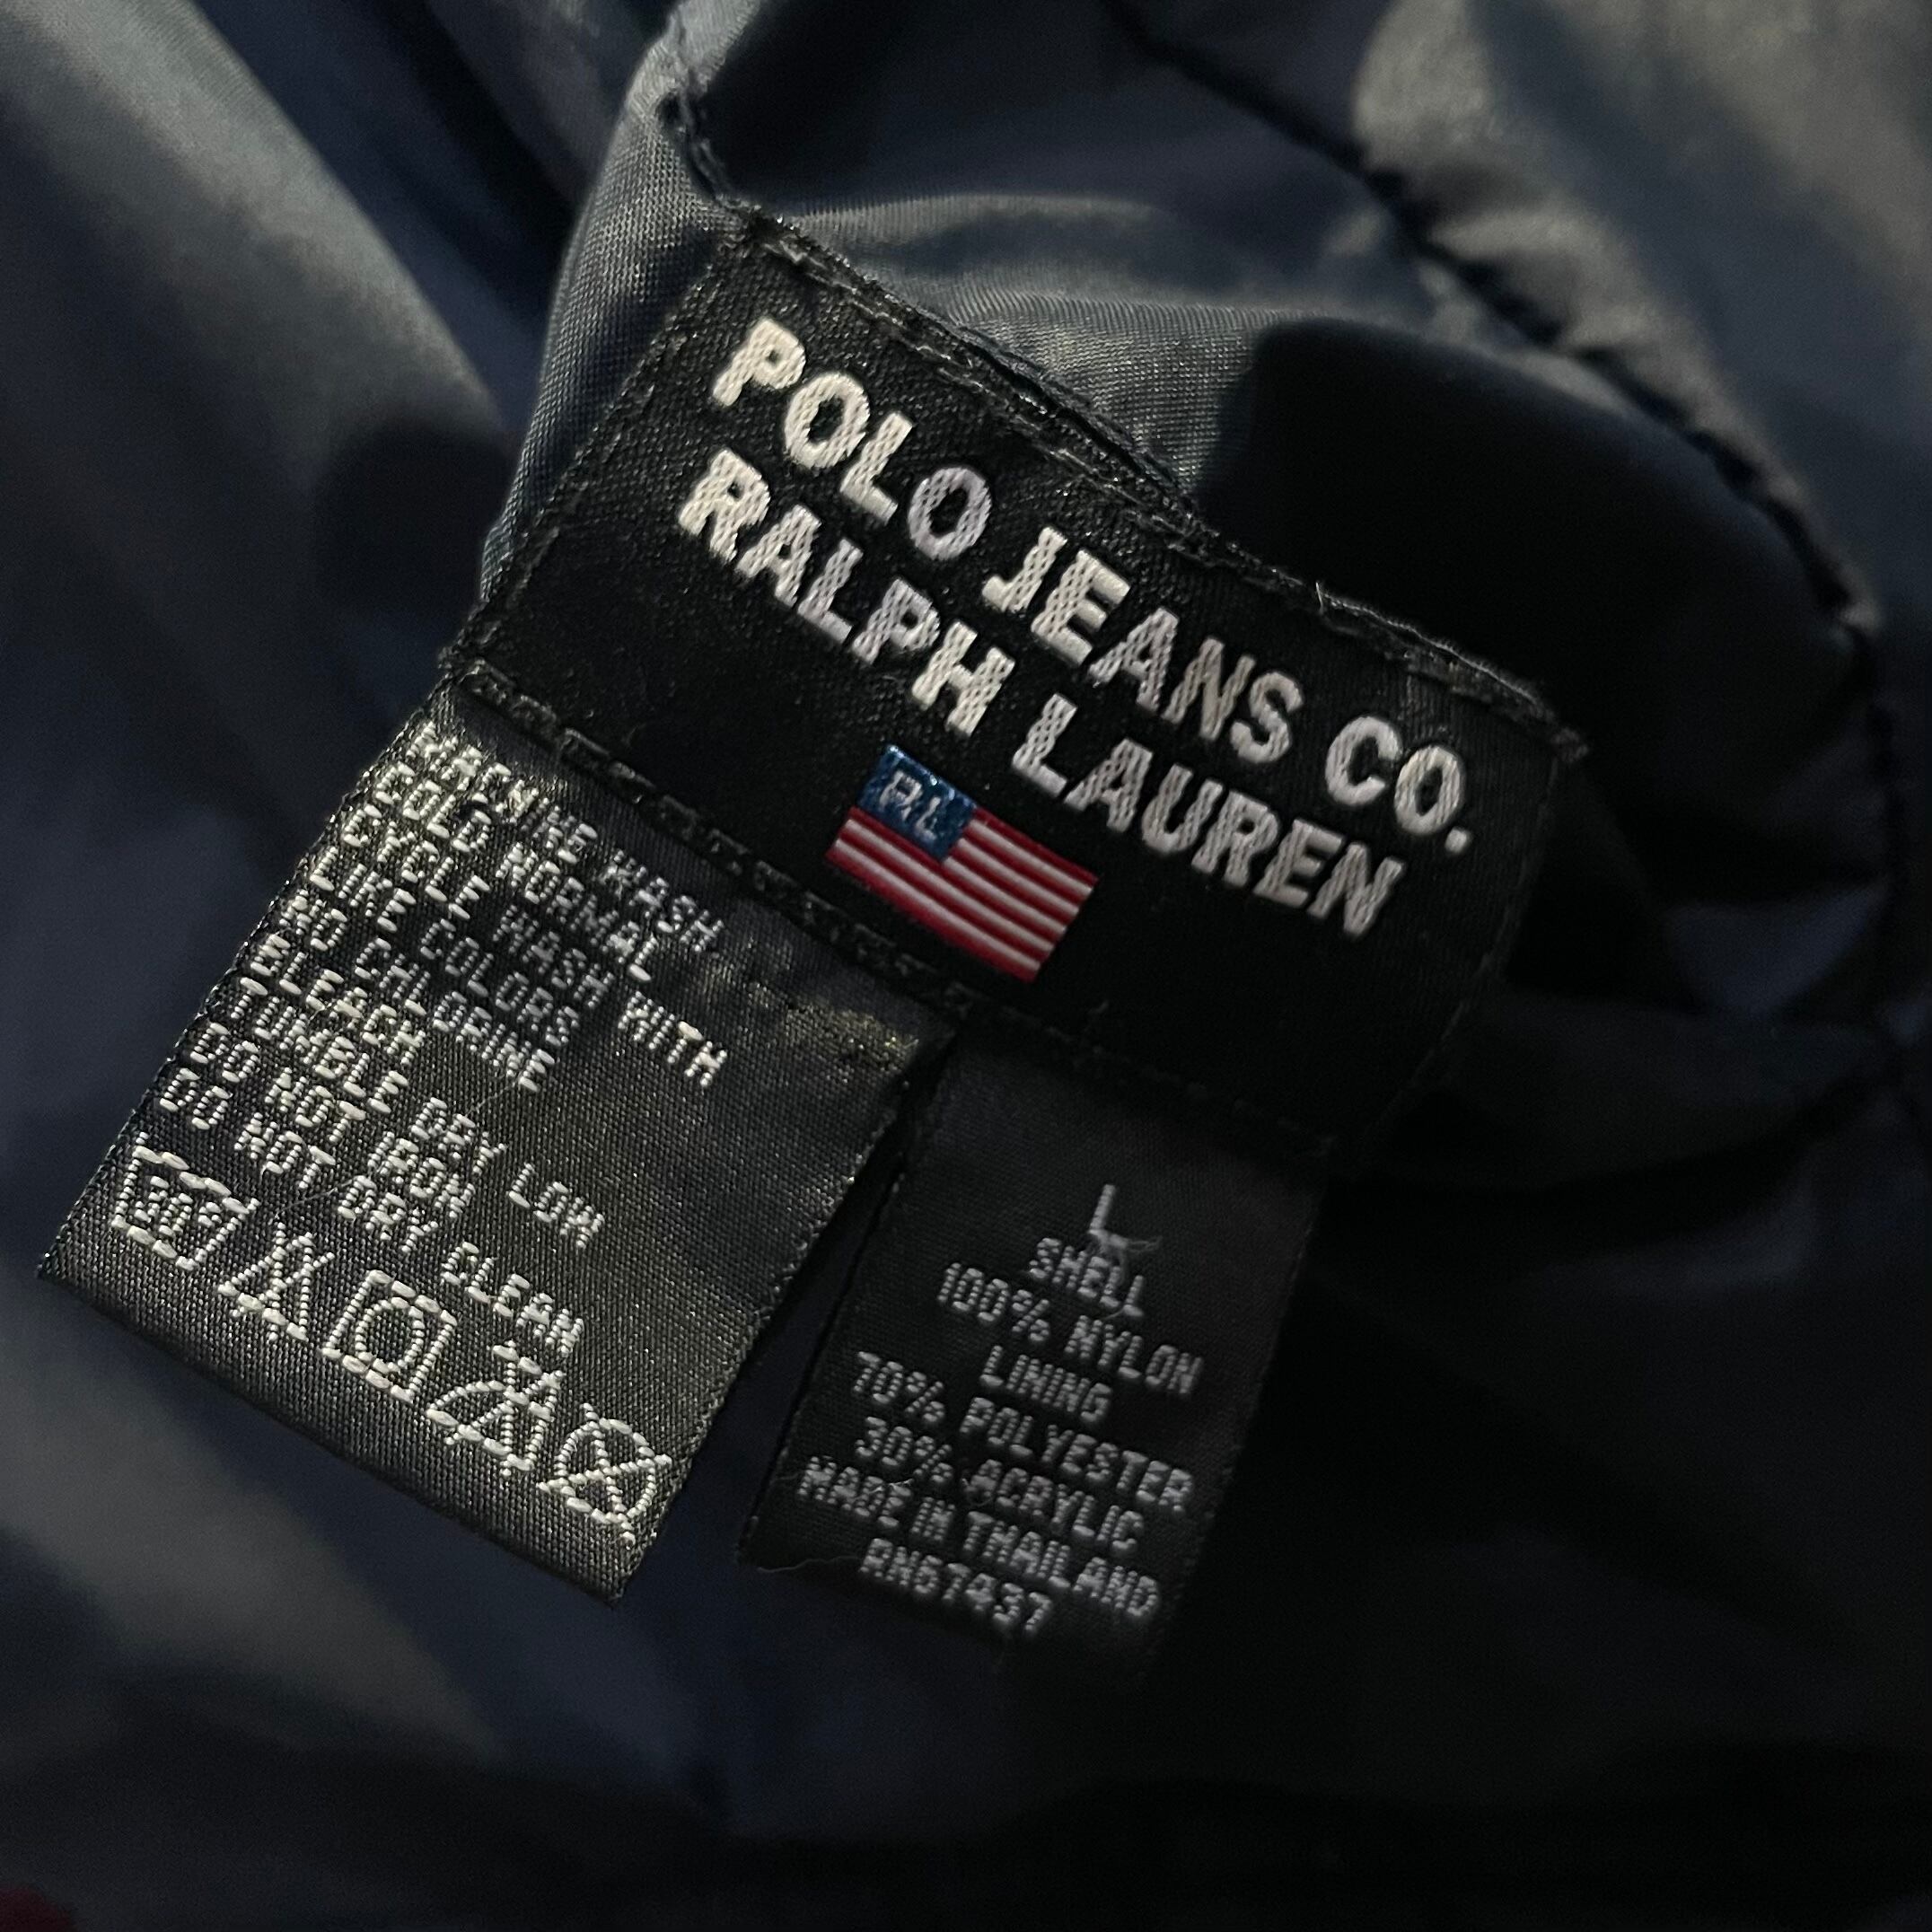 POLO JEANS CO.
RALPH LAUREN
RL
MACHINE WASH
COLD NORMAL
CYCLE WASH WITH
LIKE COLORS
NO CHLORINE
BLEACH
TUMBLE DRY LOW
DO NOT IRON
DO NOT DRY CLEAN
30°
L
SHELL
100% NYLON
LINING
70% POLYESTER
30% ACRYLIC
MADE IN THAILAND
RN67437